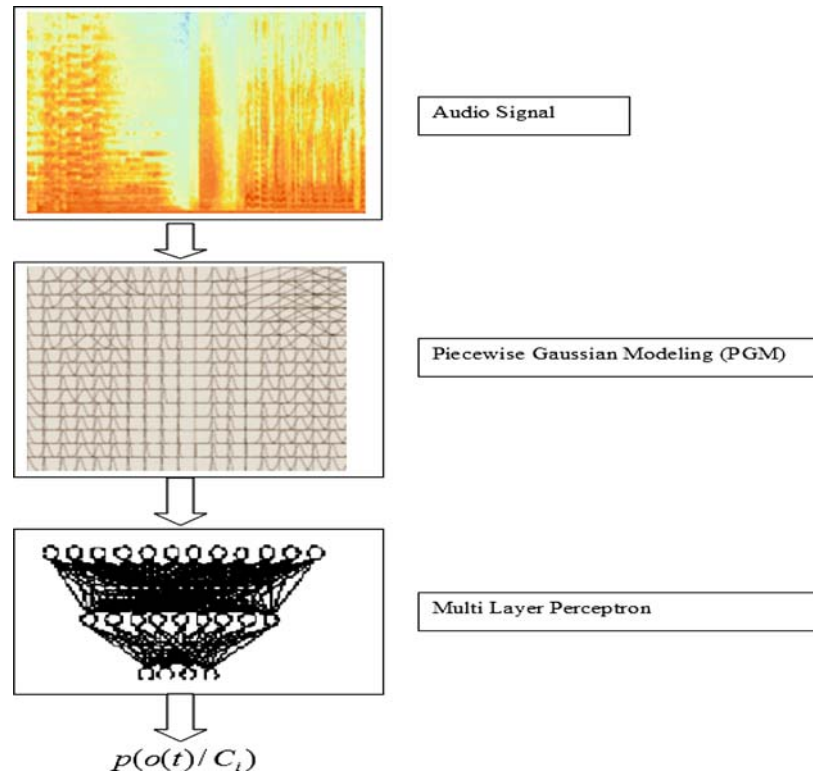 Audio Signal
Piecewise Gaussian Modeling (PGM)
Multi Layer Perceptron
p(o(t)/ C_i)